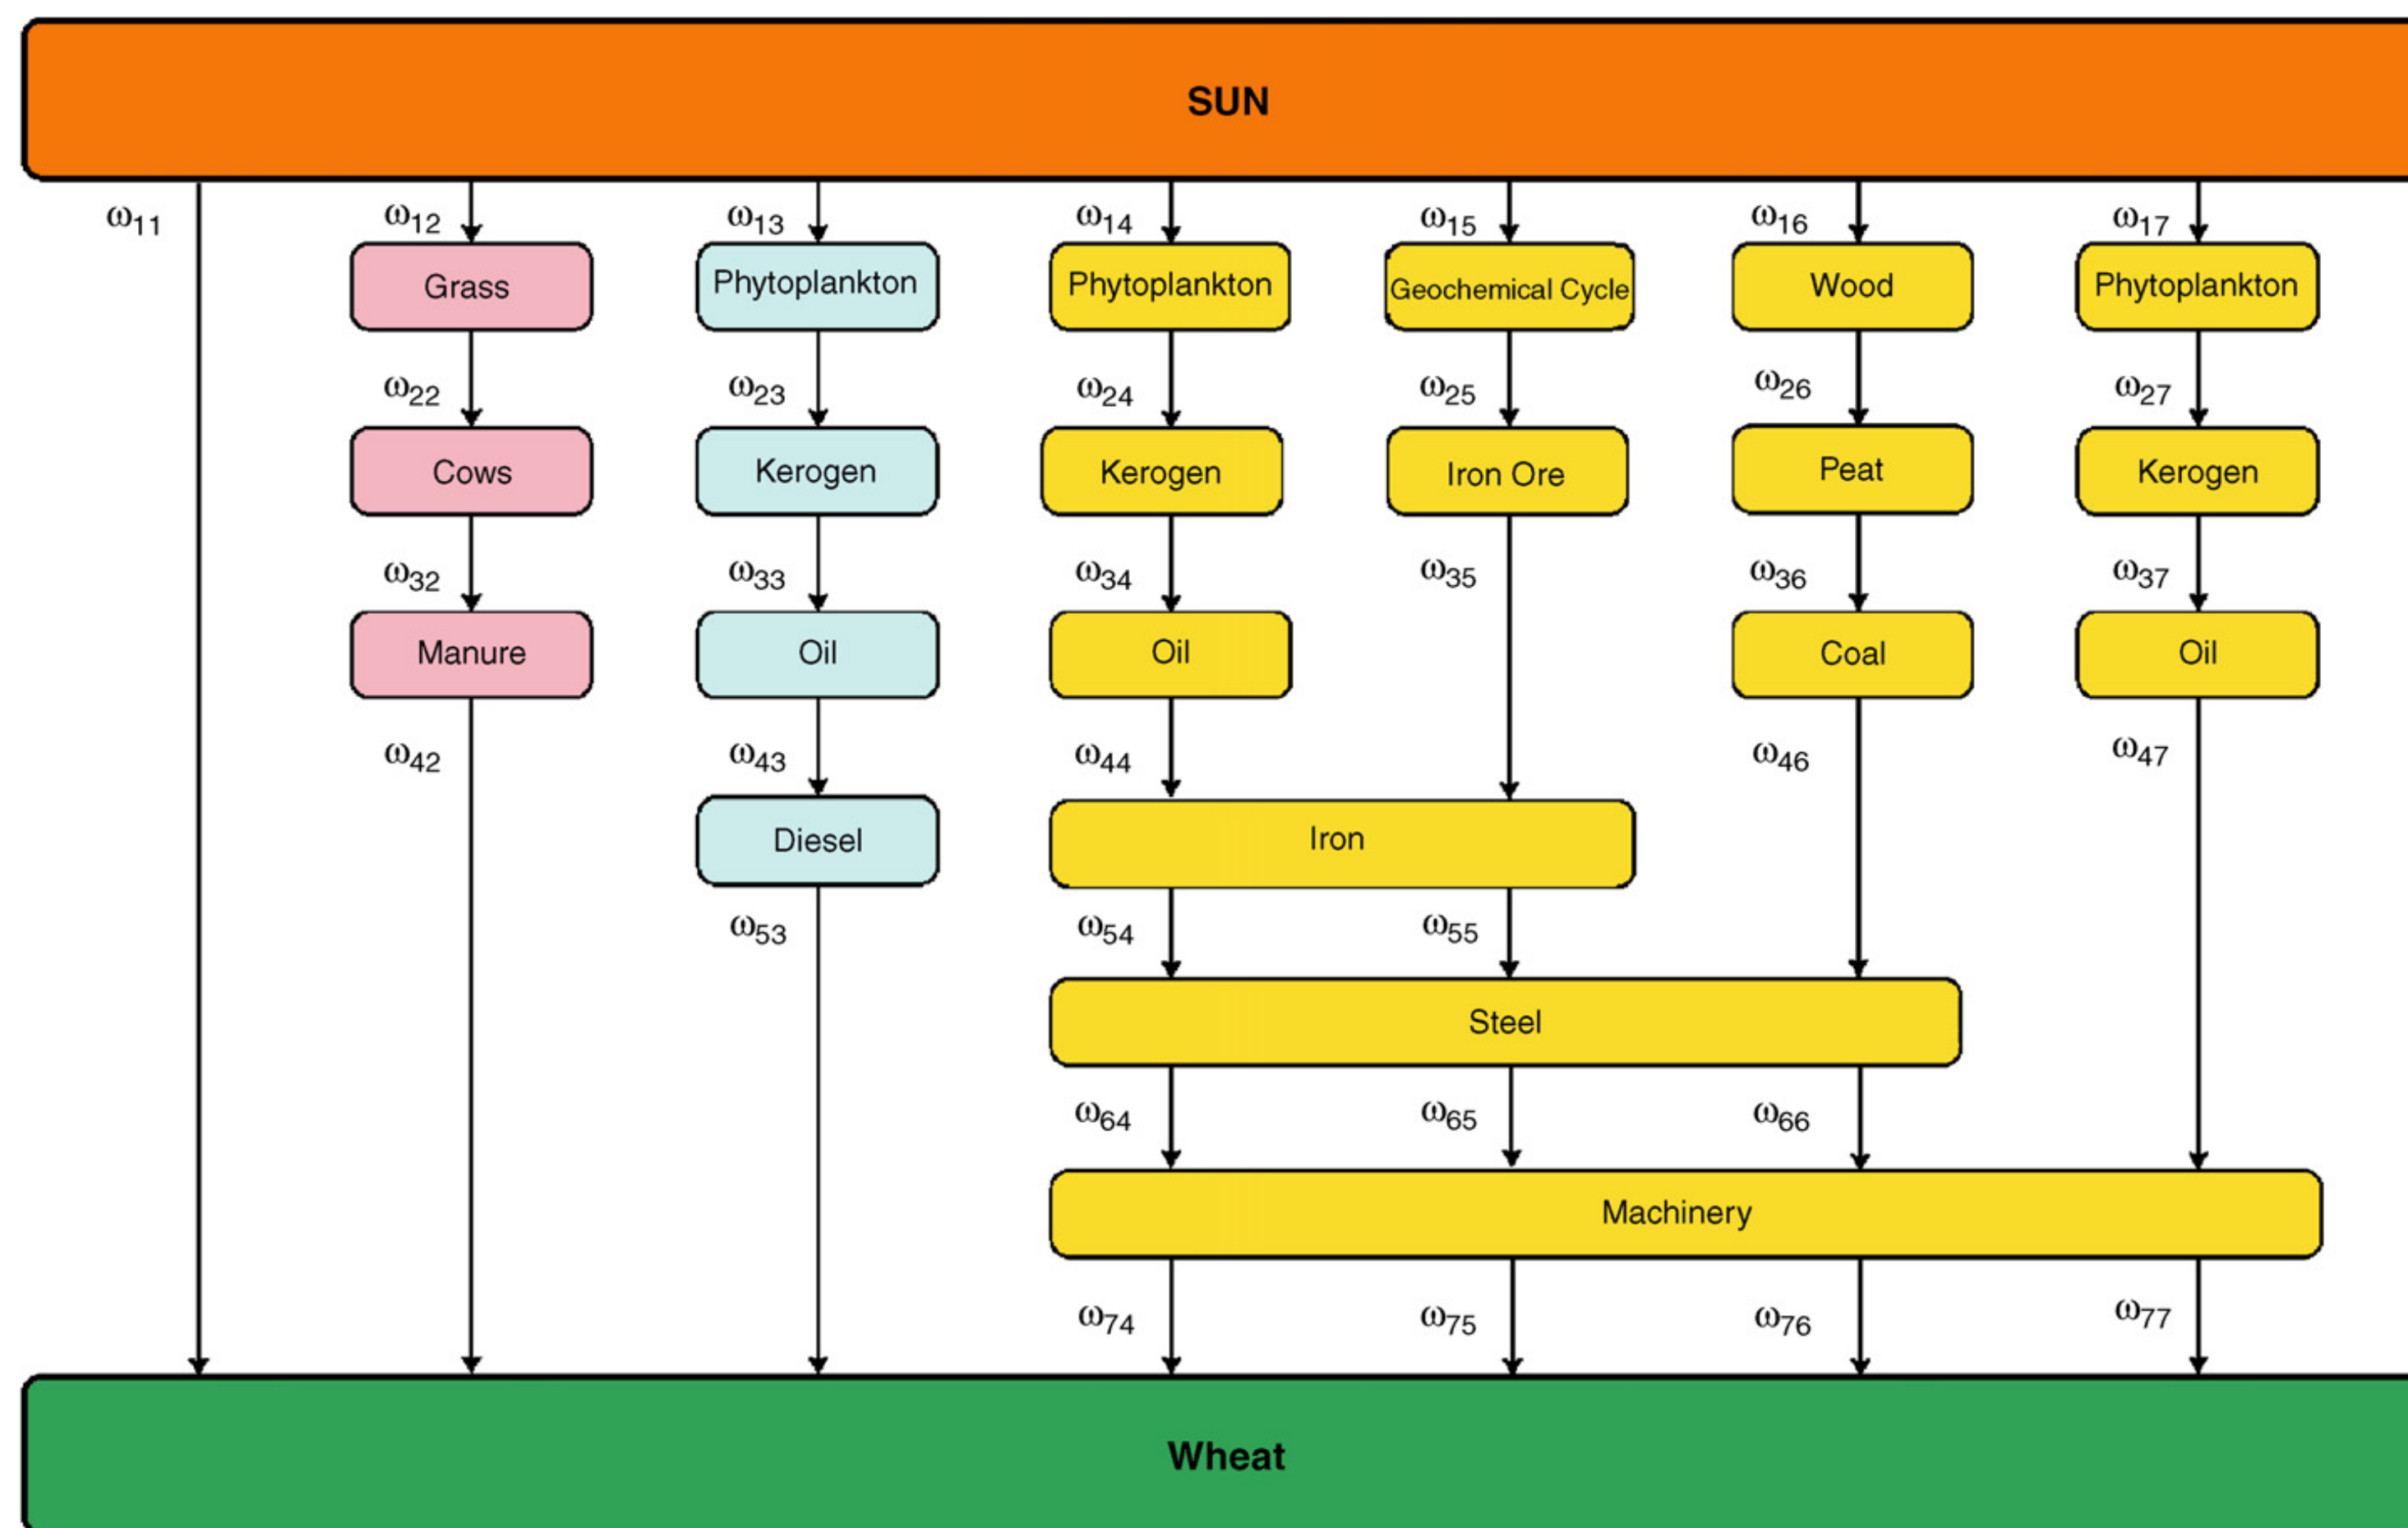 SUN
ω11 ω12 ω13 ω14 ω15 ω16 ω17
Grass Phytoplankton Phytoplankton Geochemical Cycle Wood Phytoplankton
ω22 ω23 ω24 ω25 ω26 ω27
Cows Kerogen Kerogen Iron Ore Peat Kerogen
ω32 ω33 ω34 ω35 ω36 ω37
Manure Oil Oil Coal Oil
ω42 ω43 ω44 ω46 ω47
Diesel Iron
ω53 ω54 ω55
Steel
ω64 ω65 ω66
Machinery
ω74 ω75 ω76 ω77
Wheat